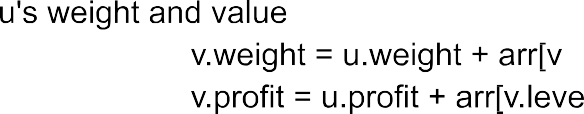 u's weight and value
v.weight = u.weight + arr[v
v.profit = u.profit + arr[v.leve